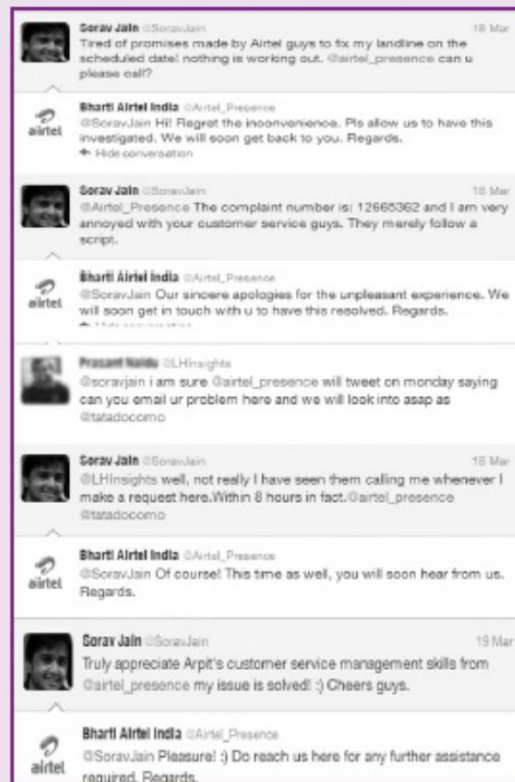 Sorav Jain @SoravJain 18 Mar
Tired of promises made by Airtel guys to fix my landline on the
scheduled date! nothing is working out. @airtel_presence can u
please call?
Bharti Airtel India @Airtel_Presence
@SoravJain Hi! Regret the inconvenience. Pls allow us to have this
investigated. We will soon get back to you. Regards.
Hide conversation
airtel
Sorav Jain @SoravJain 18 Mar
@Airtel_Presence The complaint number is: 12665362 and I am very
annoyed with your customer service guys. They merely follow a
script.
Bharti Airtel India @Airtel_Presence
@SoravJain Our sincere apologies for the unpleasant experience. We
will soon get in touch with u to have this resolved. Regards.
Hide conversation
airtel
Prasant Naidu @LHInsights
@soravjain i am sure @airtel_presence will tweet on monday saying
can you email ur problem here and we will look into asap as
@tatadocomo
Sorav Jain @SoravJain 18 Mar
@LHInsights well, not really I have seen them calling me whenever I
make a request here.Within 8 hours in fact.@airtel_presence
@tatadocomo
Bharti Airtel India @Airtel_Presence
@SoravJain Of course! This time as well, you will soon hear from us.
Regards.
airtel
Sorav Jain @SoravJain 19 Mar
Truly appreciate Arpit's customer service management skills from
@airtel_presence my issue is solved! :) Cheers guys.
Bharti Airtel India @Airtel_Presence
@SoravJain Pleasure! :) Do reach us here for any further assistance
required. Regards.
airtel